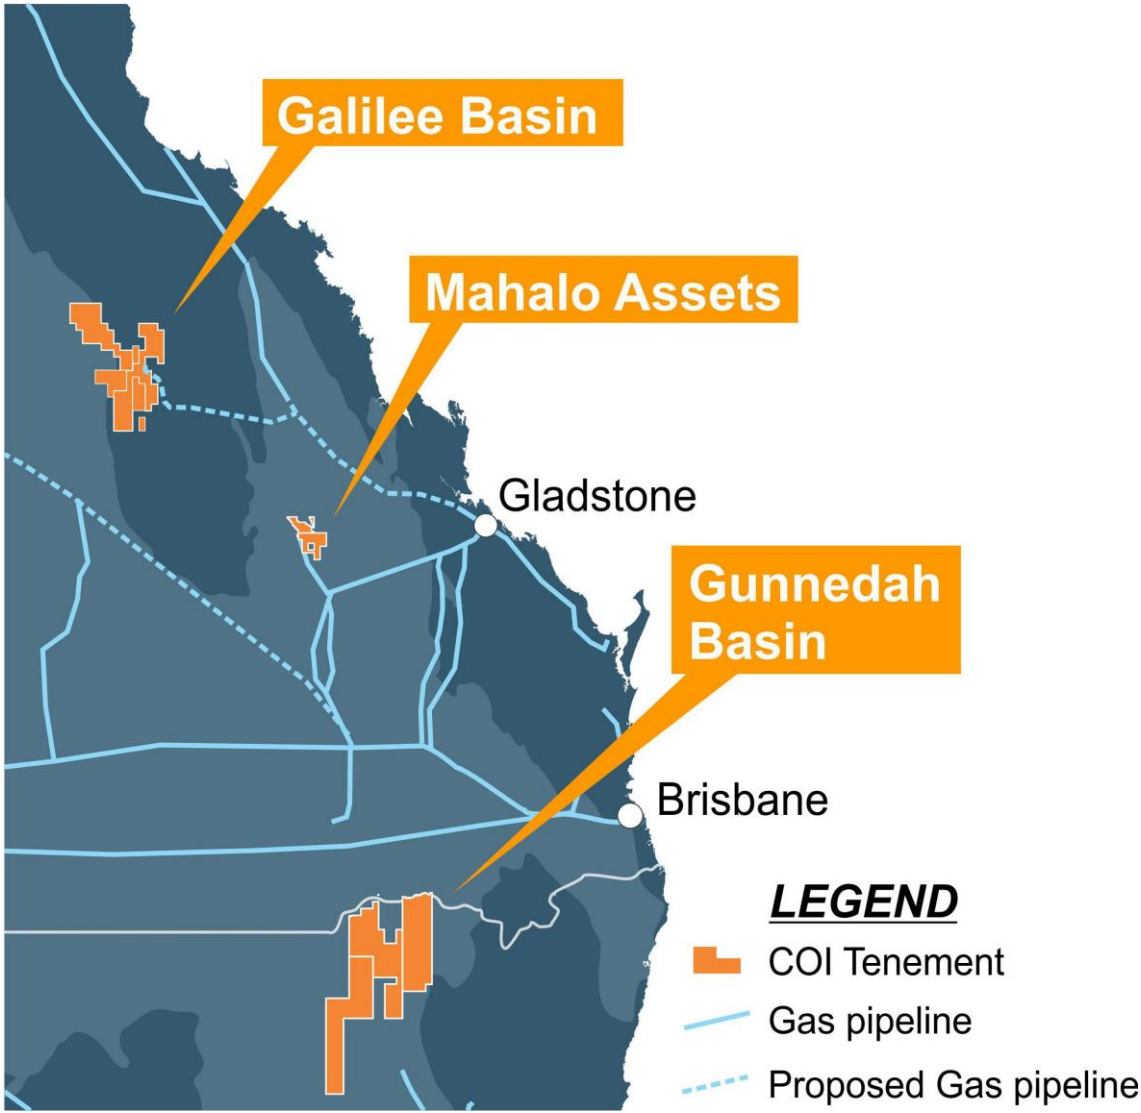 Galilee Basin
Mahalo Assets
Gladstone
Gunnedah
Basin
Brisbane
LEGEND
COI Tenement
Gas pipeline
Proposed Gas pipeline